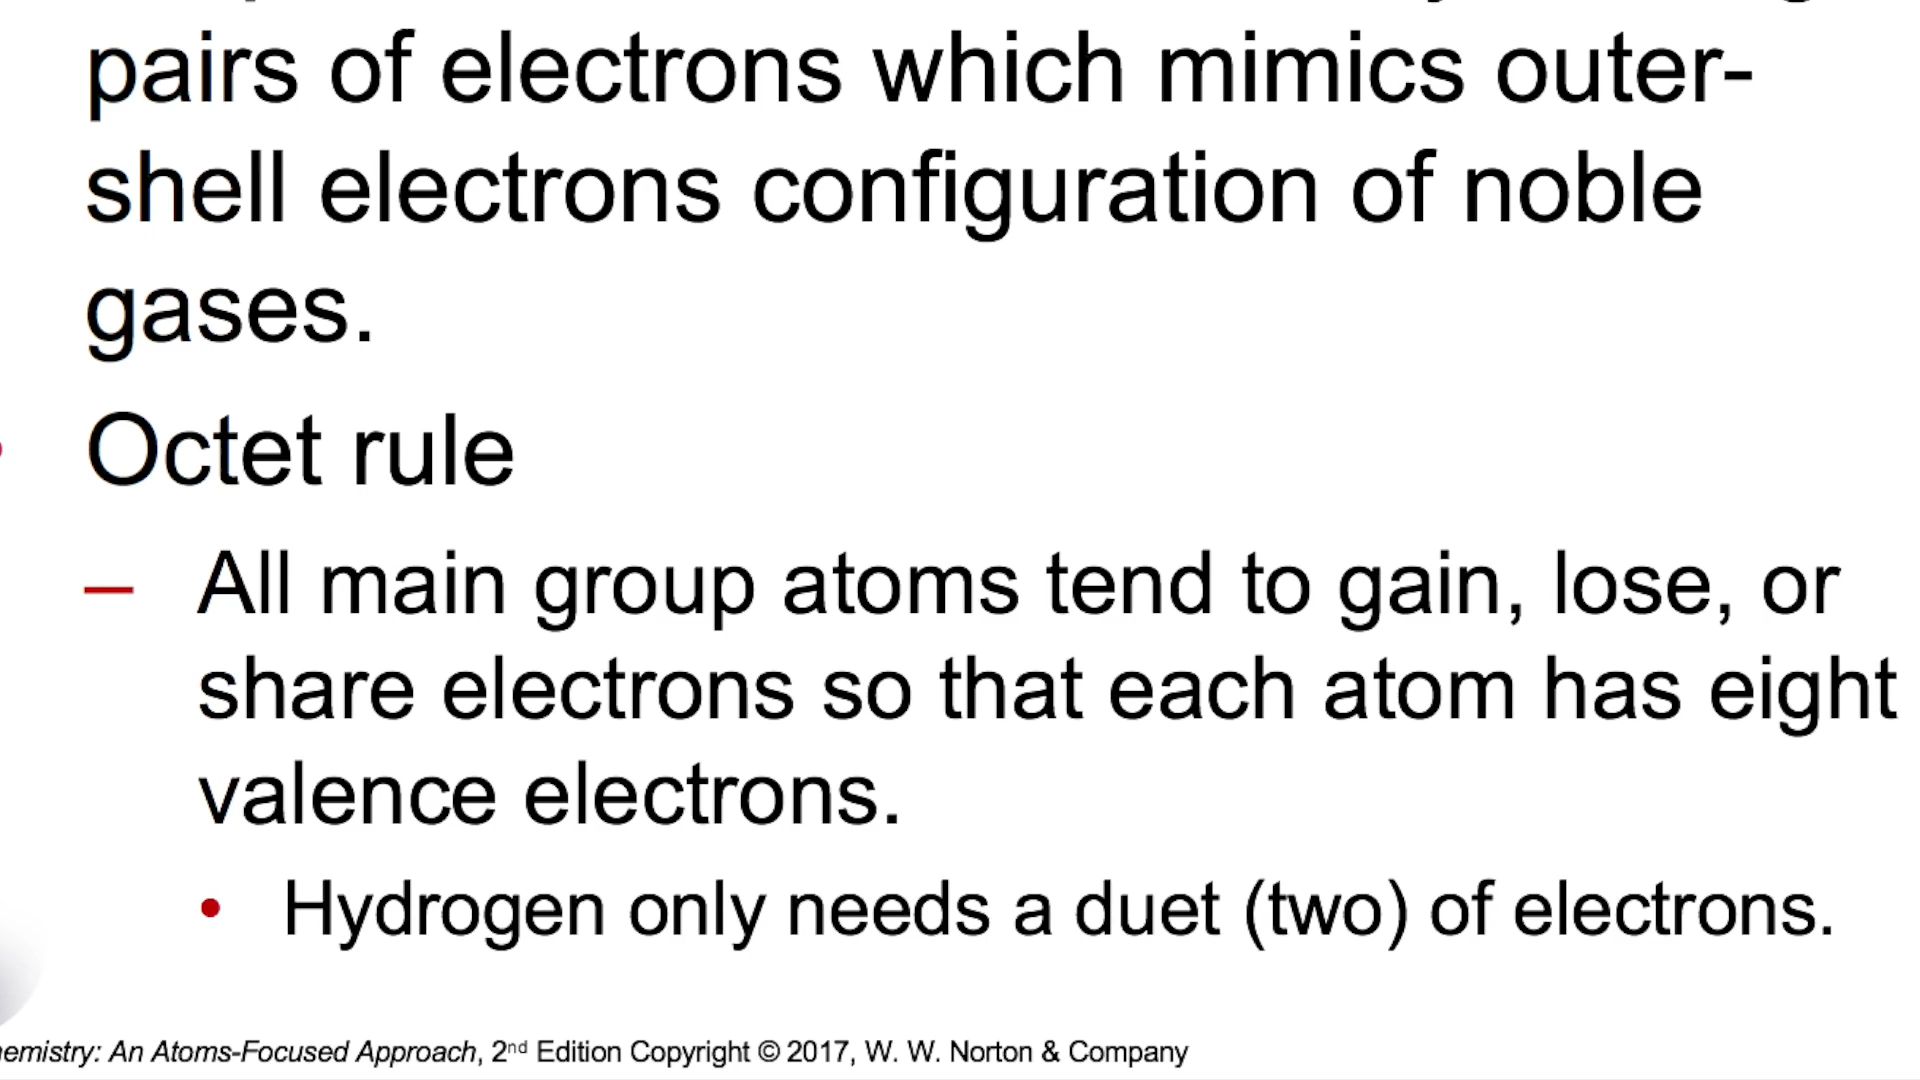 pairs of electrons which mimics outer-
shell electrons configuration of noble
gases.
Octet rule
– All main group atoms tend to gain, lose, or
share electrons so that each atom has eight
valence electrons.
• Hydrogen only needs a duet (two) of electrons.
emistry: An Atoms-Focused Approach, 2nd Edition Copyright © 2017, W. W. Norton & Company